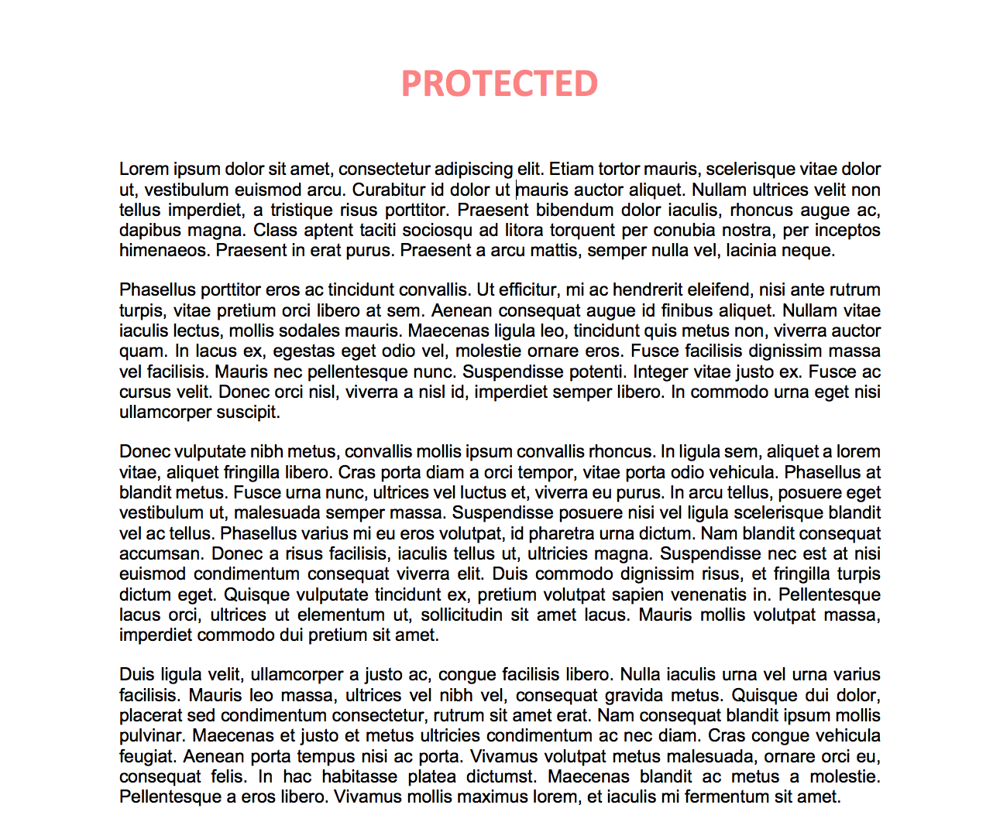 PROTECTED
Lorem ipsum dolor sit amet, consectetur adipiscing elit. Etiam tortor mauris, scelerisque vitae dolor
ut, vestibulum euismod arcu. Curabitur id dolor ut mauris auctor aliquet. Nullam ultrices velit non
tellus imperdiet, a tristique risus porttitor. Praesent bibendum dolor iaculis, rhoncus augue ac,
dapibus magna. Class aptent taciti sociosqu ad litora torquent per conubia nostra, per inceptos
himenaeos. Praesent in erat purus. Praesent a arcu mattis, semper nulla vel, lacinia neque.
Phasellus porttitor eros ac tincidunt convallis. Ut efficitur, mi ac hendrerit eleifend, nisi ante rutrum
turpis, vitae pretium orci libero at sem. Aenean consequat augue id finibus aliquet. Nullam vitae
iaculis lectus, mollis sodales mauris. Maecenas ligula leo, tincidunt quis metus non, viverra auctor
quam. In lacus ex, egestas eget odio vel, molestie ornare eros. Fusce facilisis dignissim massa
vel facilisis. Mauris nec pellentesque nunc. Suspendisse potenti. Integer vitae justo ex. Fusce ac
cursus velit. Donec orci nisl, viverra a nisl id, imperdiet semper libero. In commodo urna eget nisi
ullamcorper suscipit.
Donec vulputate nibh metus, convallis mollis ipsum convallis rhoncus. In ligula sem, aliquet a lorem
vitae, aliquet fringilla libero. Cras porta diam a orci tempor, vitae porta odio vehicula. Phasellus at
blandit metus. Fusce urna nunc, ultrices vel luctus et, viverra eu purus. In arcu tellus, posuere eget
vestibulum ut, malesuada semper massa. Suspendisse posuere nisi vel ligula scelerisque blandit
vel ac tellus. Phasellus varius mi eu eros volutpat, id pharetra urna dictum. Nam blandit consequat
accumsan. Donec a risus facilisis, iaculis tellus ut, ultricies magna. Suspendisse nec est at nisi
euismod condimentum consequat viverra elit. Duis commodo dignissim risus, et fringilla turpis
dictum eget. Quisque vulputate tincidunt ex, pretium volutpat sapien venenatis in. Pellentesque
lacus orci, ultrices ut elementum ut, sollicitudin sit amet lacus. Mauris mollis volutpat massa,
imperdiet commodo dui pretium sit amet.
Duis ligula velit, ullamcorper a justo ac, congue facilisis libero. Nulla iaculis urna vel urna varius
facilisis. Mauris leo massa, ultrices vel nibh vel, consequat gravida metus. Quisque dui dolor,
placerat sed condimentum consectetur, rutrum sit amet erat. Nam consequat blandit ipsum mollis
pulvinar. Maecenas et justo et metus ultricies condimentum ac nec diam. Cras congue vehicula
feugiat. Aenean porta tempus nisi ac porta. Vivamus volutpat metus malesuada, ornare orci eu,
consequat felis. In hac habitasse platea dictumst. Maecenas blandit ac metus a molestie.
Pellentesque a eros libero. Vivamus mollis maximus lorem, et iaculis mi fermentum sit amet.